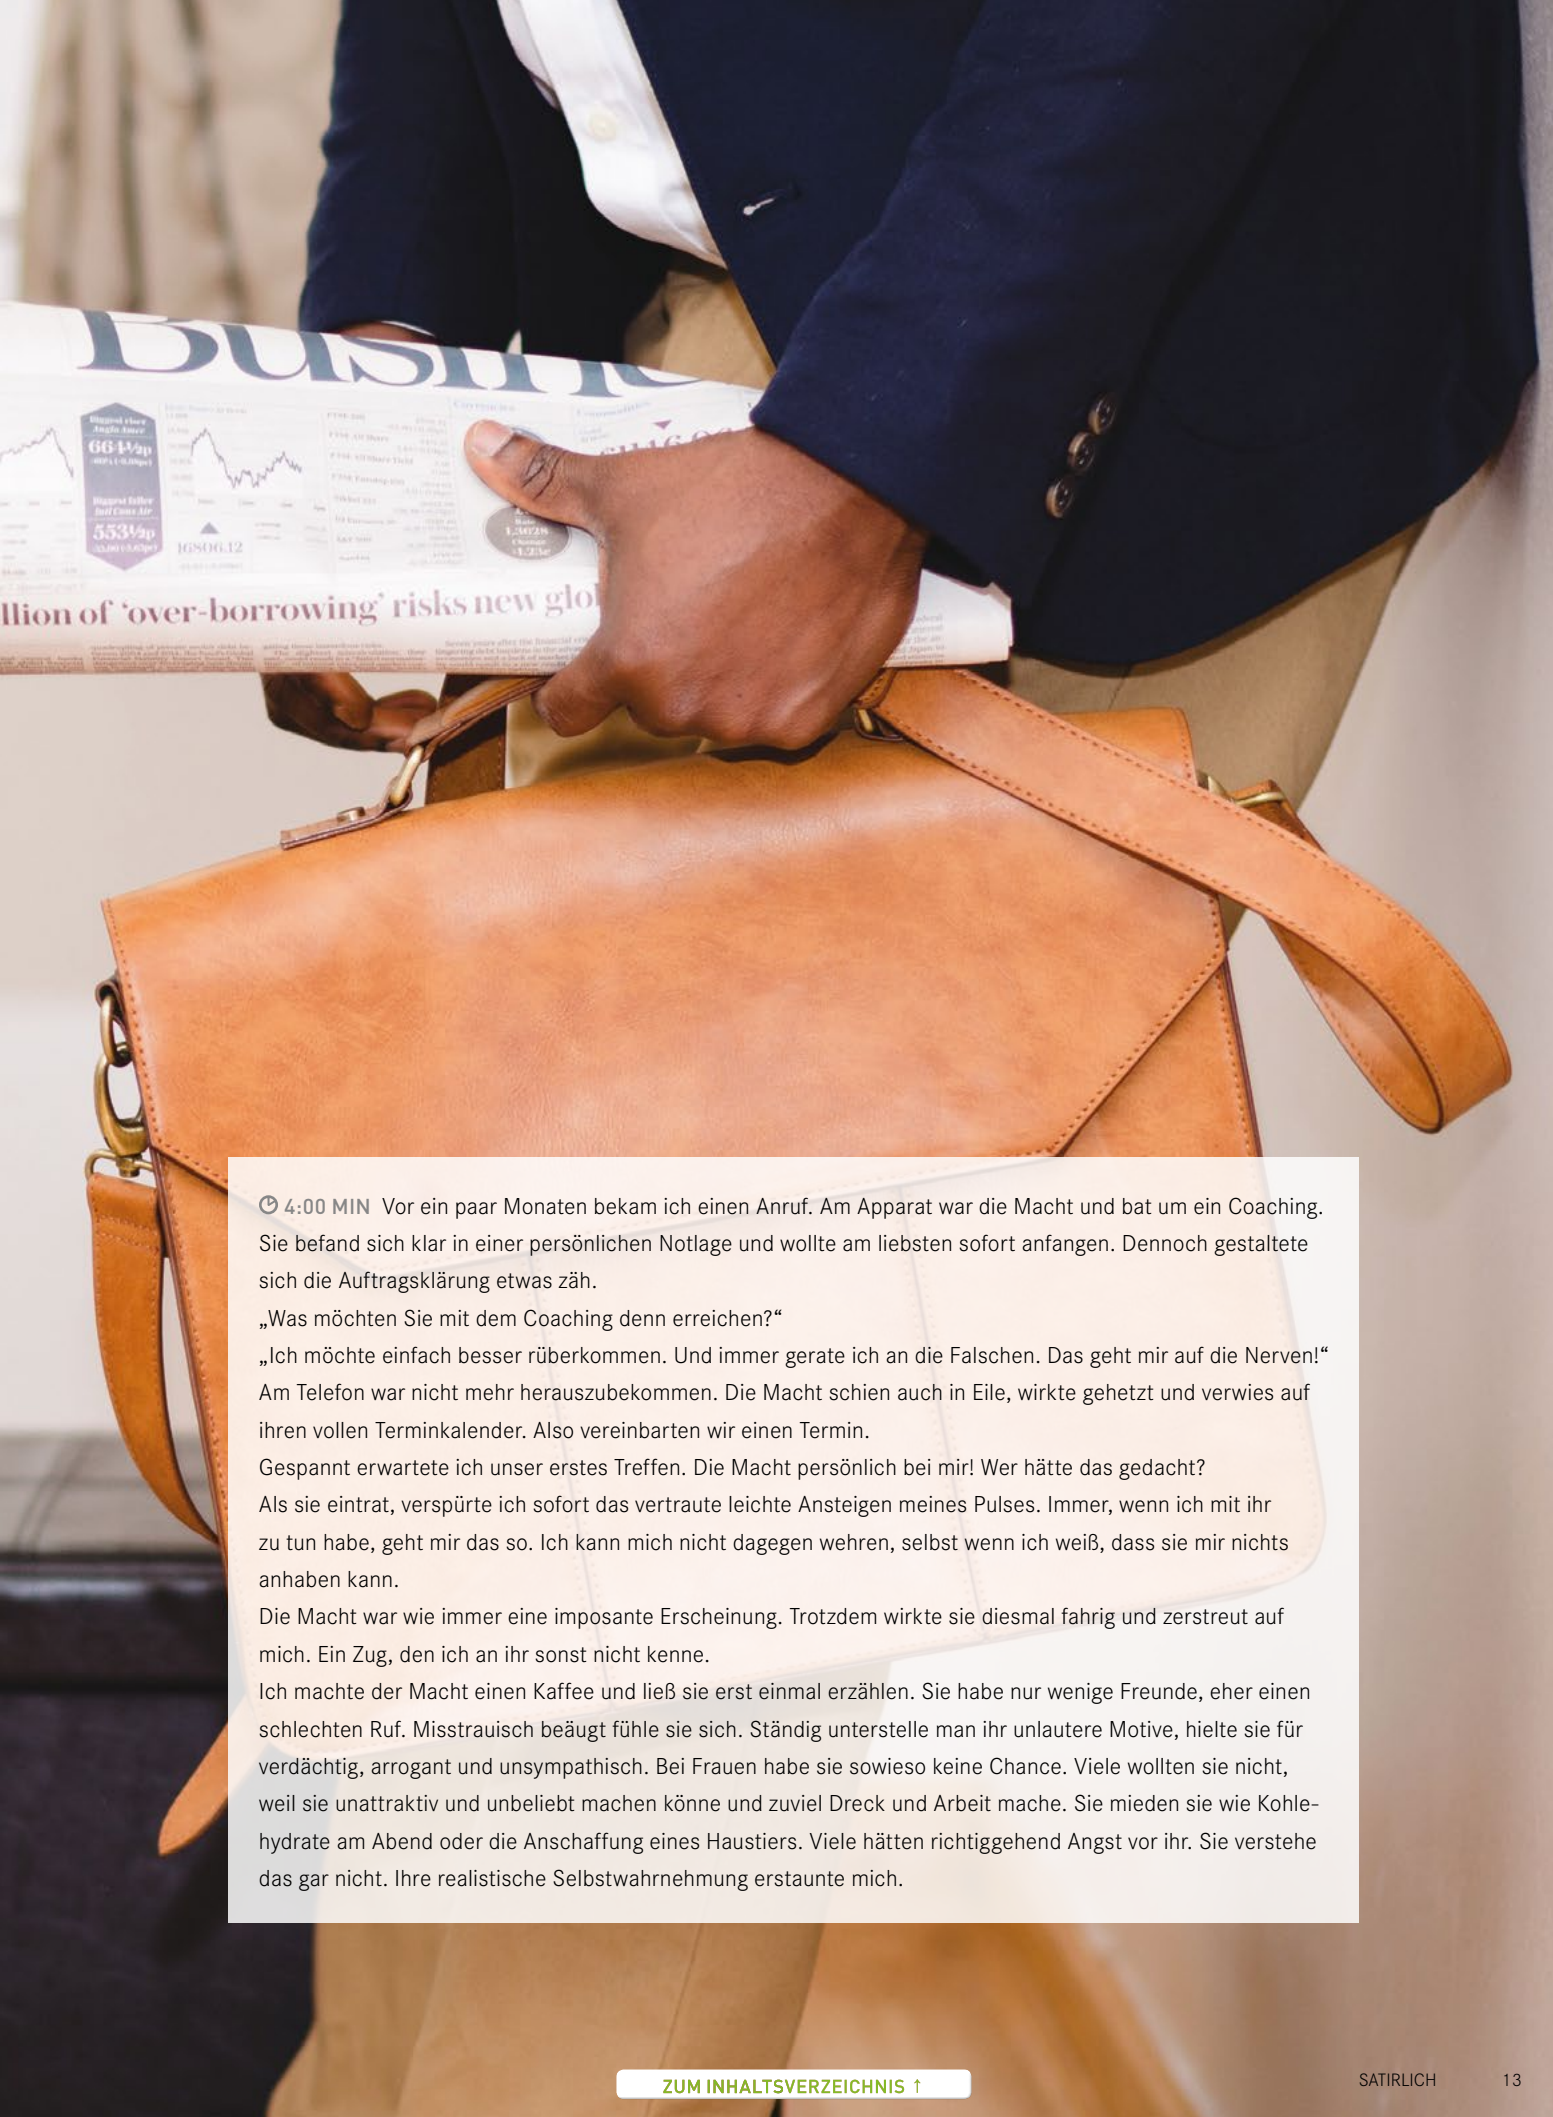 Busin
Biggest riser
Anglo Amer
664½p
Biggest faller
553½p
16806.12
Currencies
Commodities
llion of ‘over-borrowing’ risks new glo
4:00 MIN Vor ein paar Monaten bekam ich einen Anruf. Am Apparat war die Macht und bat um ein Coaching.
Sie befand sich klar in einer persönlichen Notlage und wollte am liebsten sofort anfangen. Dennoch gestaltete
sich die Auftragsklärung etwas zäh.
„Was möchten Sie mit dem Coaching denn erreichen?“
„Ich möchte einfach besser rüberkommen. Und immer gerate ich an die Falschen. Das geht mir auf die Nerven!“
Am Telefon war nicht mehr herauszubekommen. Die Macht schien auch in Eile, wirkte gehetzt und verwies auf
ihren vollen Terminkalender. Also vereinbarten wir einen Termin.
Gespannt erwartete ich unser erstes Treffen. Die Macht persönlich bei mir! Wer hätte das gedacht?
Als sie eintrat, verspürte ich sofort das vertraute leichte Ansteigen meines Pulses. Immer, wenn ich mit ihr
zu tun habe, geht mir das so. Ich kann mich nicht dagegen wehren, selbst wenn ich weiß, dass sie mir nichts
anhaben kann.
Die Macht war wie immer eine imposante Erscheinung. Trotzdem wirkte sie diesmal fahrig und zerstreut auf
mich. Ein Zug, den ich an ihr sonst nicht kenne.
Ich machte der Macht einen Kaffee und ließ sie erst einmal erzählen. Sie habe nur wenige Freunde, eher einen
schlechten Ruf. Misstrauisch beäugt fühle sie sich. Ständig unterstelle man ihr unlautere Motive, hielte sie für
verdächtig, arrogant und unsympathisch. Bei Frauen habe sie sowieso keine Chance. Viele wollten sie nicht,
weil sie unattraktiv und unbeliebt machen könne und zuviel Dreck und Arbeit mache. Sie mieden sie wie Kohle-
hydrate am Abend oder die Anschaffung eines Haustiers. Viele hätten richtiggehend Angst vor ihr. Sie verstehe
das gar nicht. Ihre realistische Selbstwahrnehmung erstaunte mich.
ZUM INHALTSVERZEICHNIS ↑
SATIRLICH 13